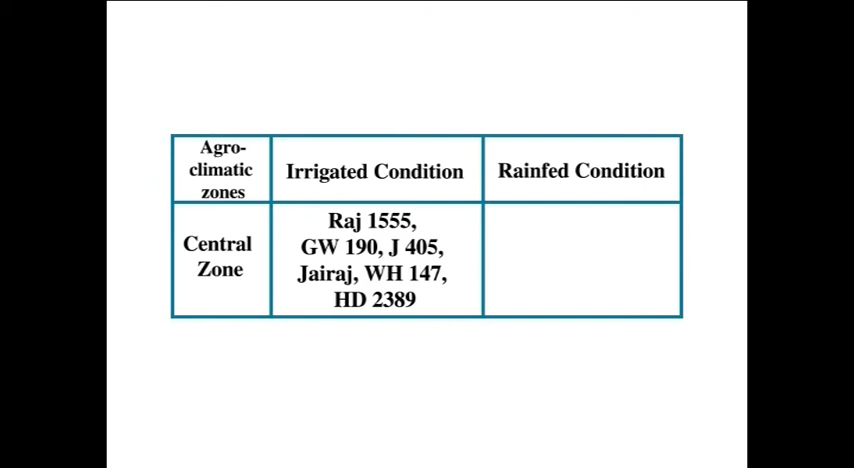 Agro-
climatic
zones
Irrigated Condition
Rainfed Condition
Central
Zone
Raj 1555,
GW 190, J 405,
Jairaj, WH 147,
HD 2389